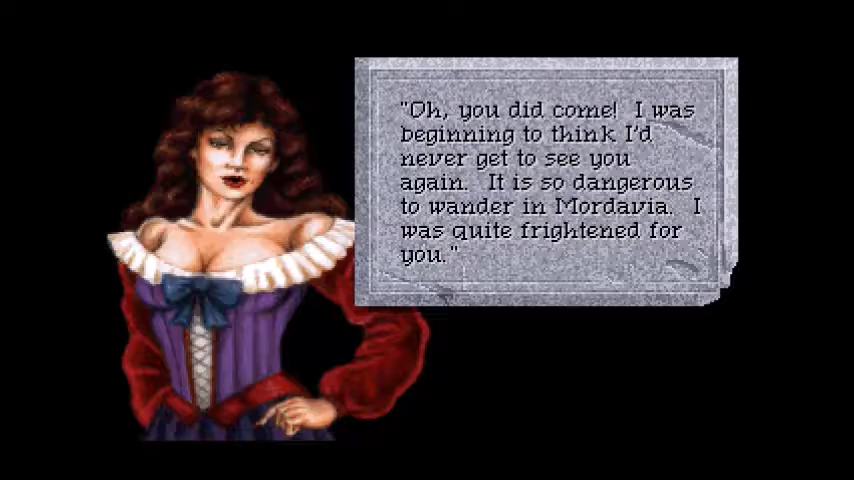 "Oh, you did come!  I was
beginning to think I'd
never get to see you
again.  It is so dangerous
to wander in Mordavia.  I
was quite frightened for
you."